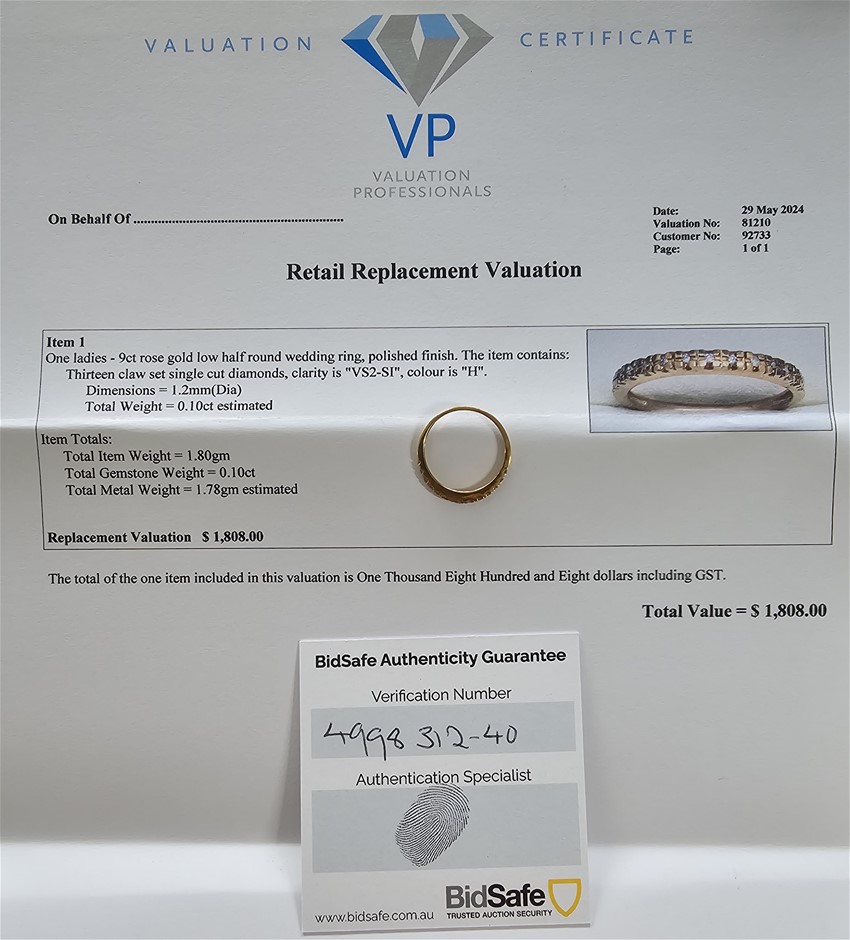 VALUATION CERTIFICATE
VP
VALUATION
PROFESSIONALS
On Behalf Of ............................................................
Date: 29 May 2024
Valuation No: 81210
Customer No: 92733
Page: 1 of 1
Retail Replacement Valuation
Item 1
One ladies - 9ct rose gold low half round wedding ring, polished finish. The item contains:
Thirteen claw set single cut diamonds, clarity is "VS2-SI", colour is "H".
Dimensions = 1.2mm(Dia)
Total Weight = 0.10ct estimated
Item Totals:
Total Item Weight = 1.80gm
Total Gemstone Weight = 0.10ct
Total Metal Weight = 1.78gm estimated
Replacement Valuation $ 1,808.00
The total of the one item included in this valuation is One Thousand Eight Hundred and Eight dollars including GST.
Total Value = $ 1,808.00
BidSafe Authenticity Guarantee
Verification Number
4998312-40
Authentication Specialist
www.bidsafe.com.au
BidSafe
TRUSTED AUCTION SECURITY